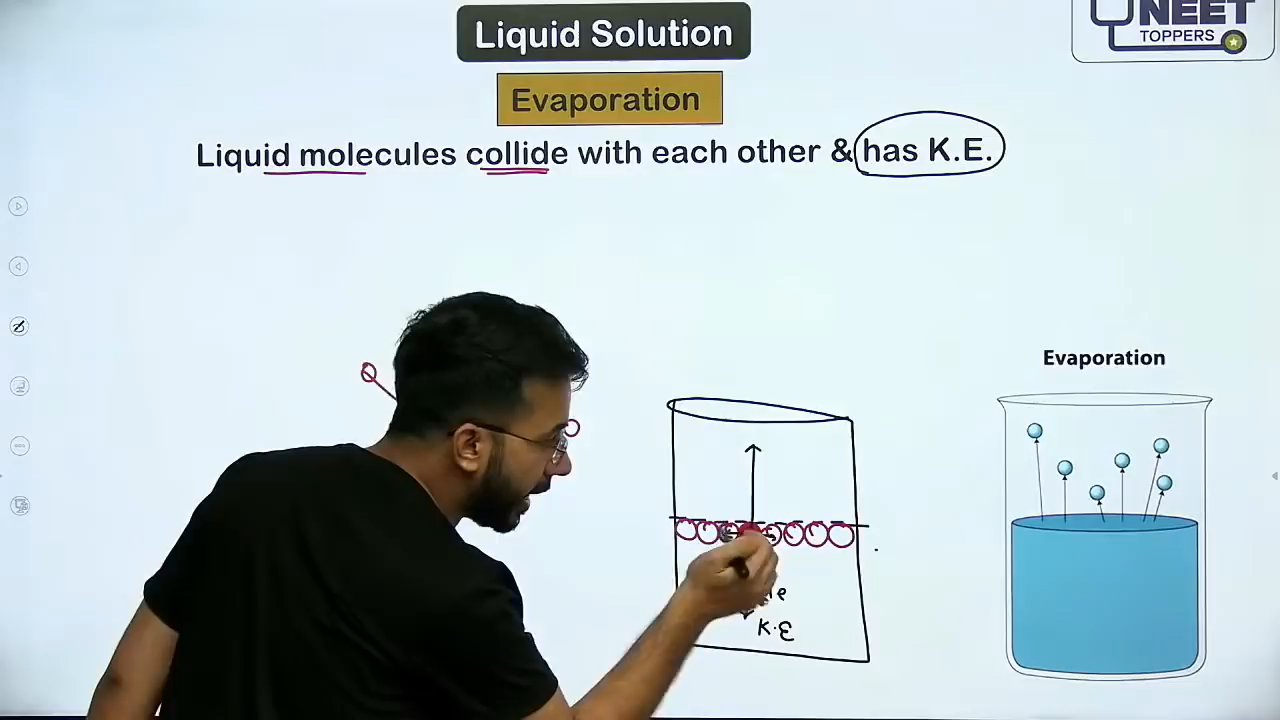 Liquid Solution
NEET
TOPPERS
Evaporation
Liquid molecules collide with each other & has K.E.
Evaporation
K.E